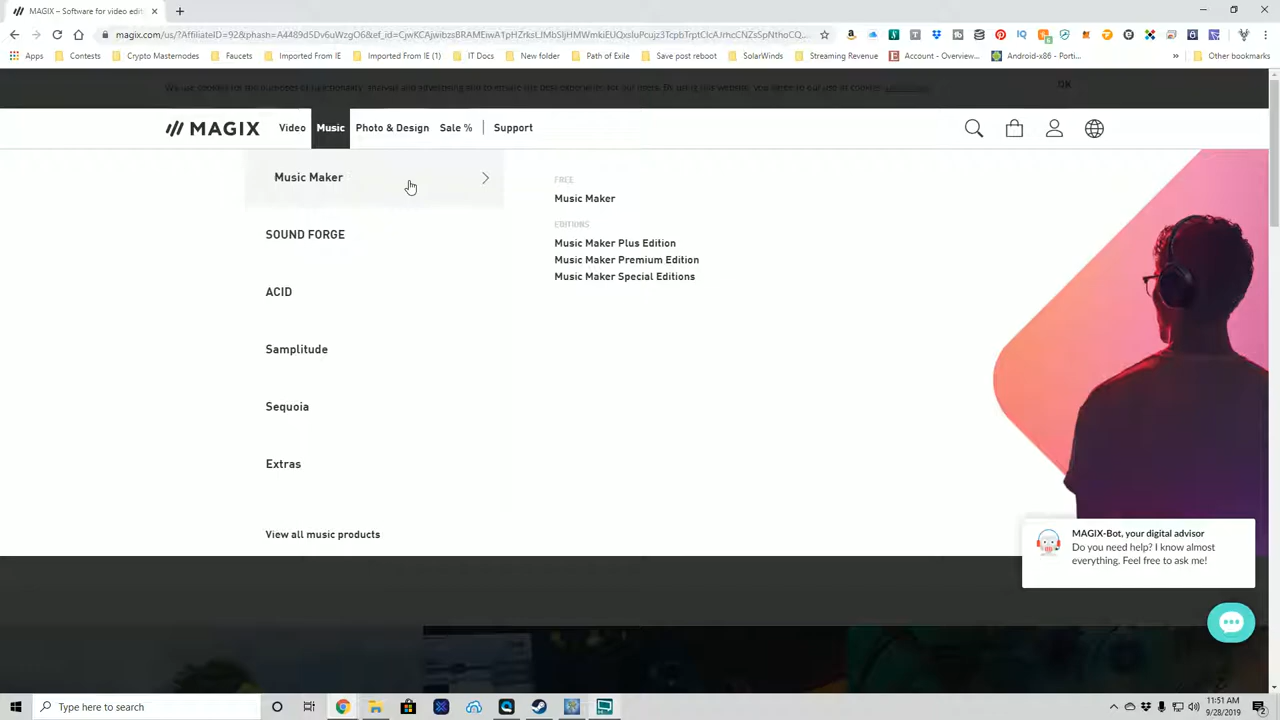 MAGIX – Software for video edi
magix.com/us/?AffiliateID=92&phash=
Apps Contests Crypto Masternodes Faucets Imported From IE Imported From IE (1) IT Docs New folder Path of Exile Save post reboot SolarWinds Streaming Revenue Account - Overview... Android-x86 - Porti... » Other bookmarks
OK
MAGIX Video Music Photo & Design Sale % Support
Music Maker
SOUND FORGE
ACID
Samplitude
Sequoia
Extras
View all music products
FREE
Music Maker
EDITIONS
Music Maker Plus Edition
Music Maker Premium Edition
Music Maker Special Editions
MAGIX-Bot, your digital advisor
Do you need help? I know almost
everything. Feel free to ask me!
Type here to search
11:51 AM
9/28/2019
2